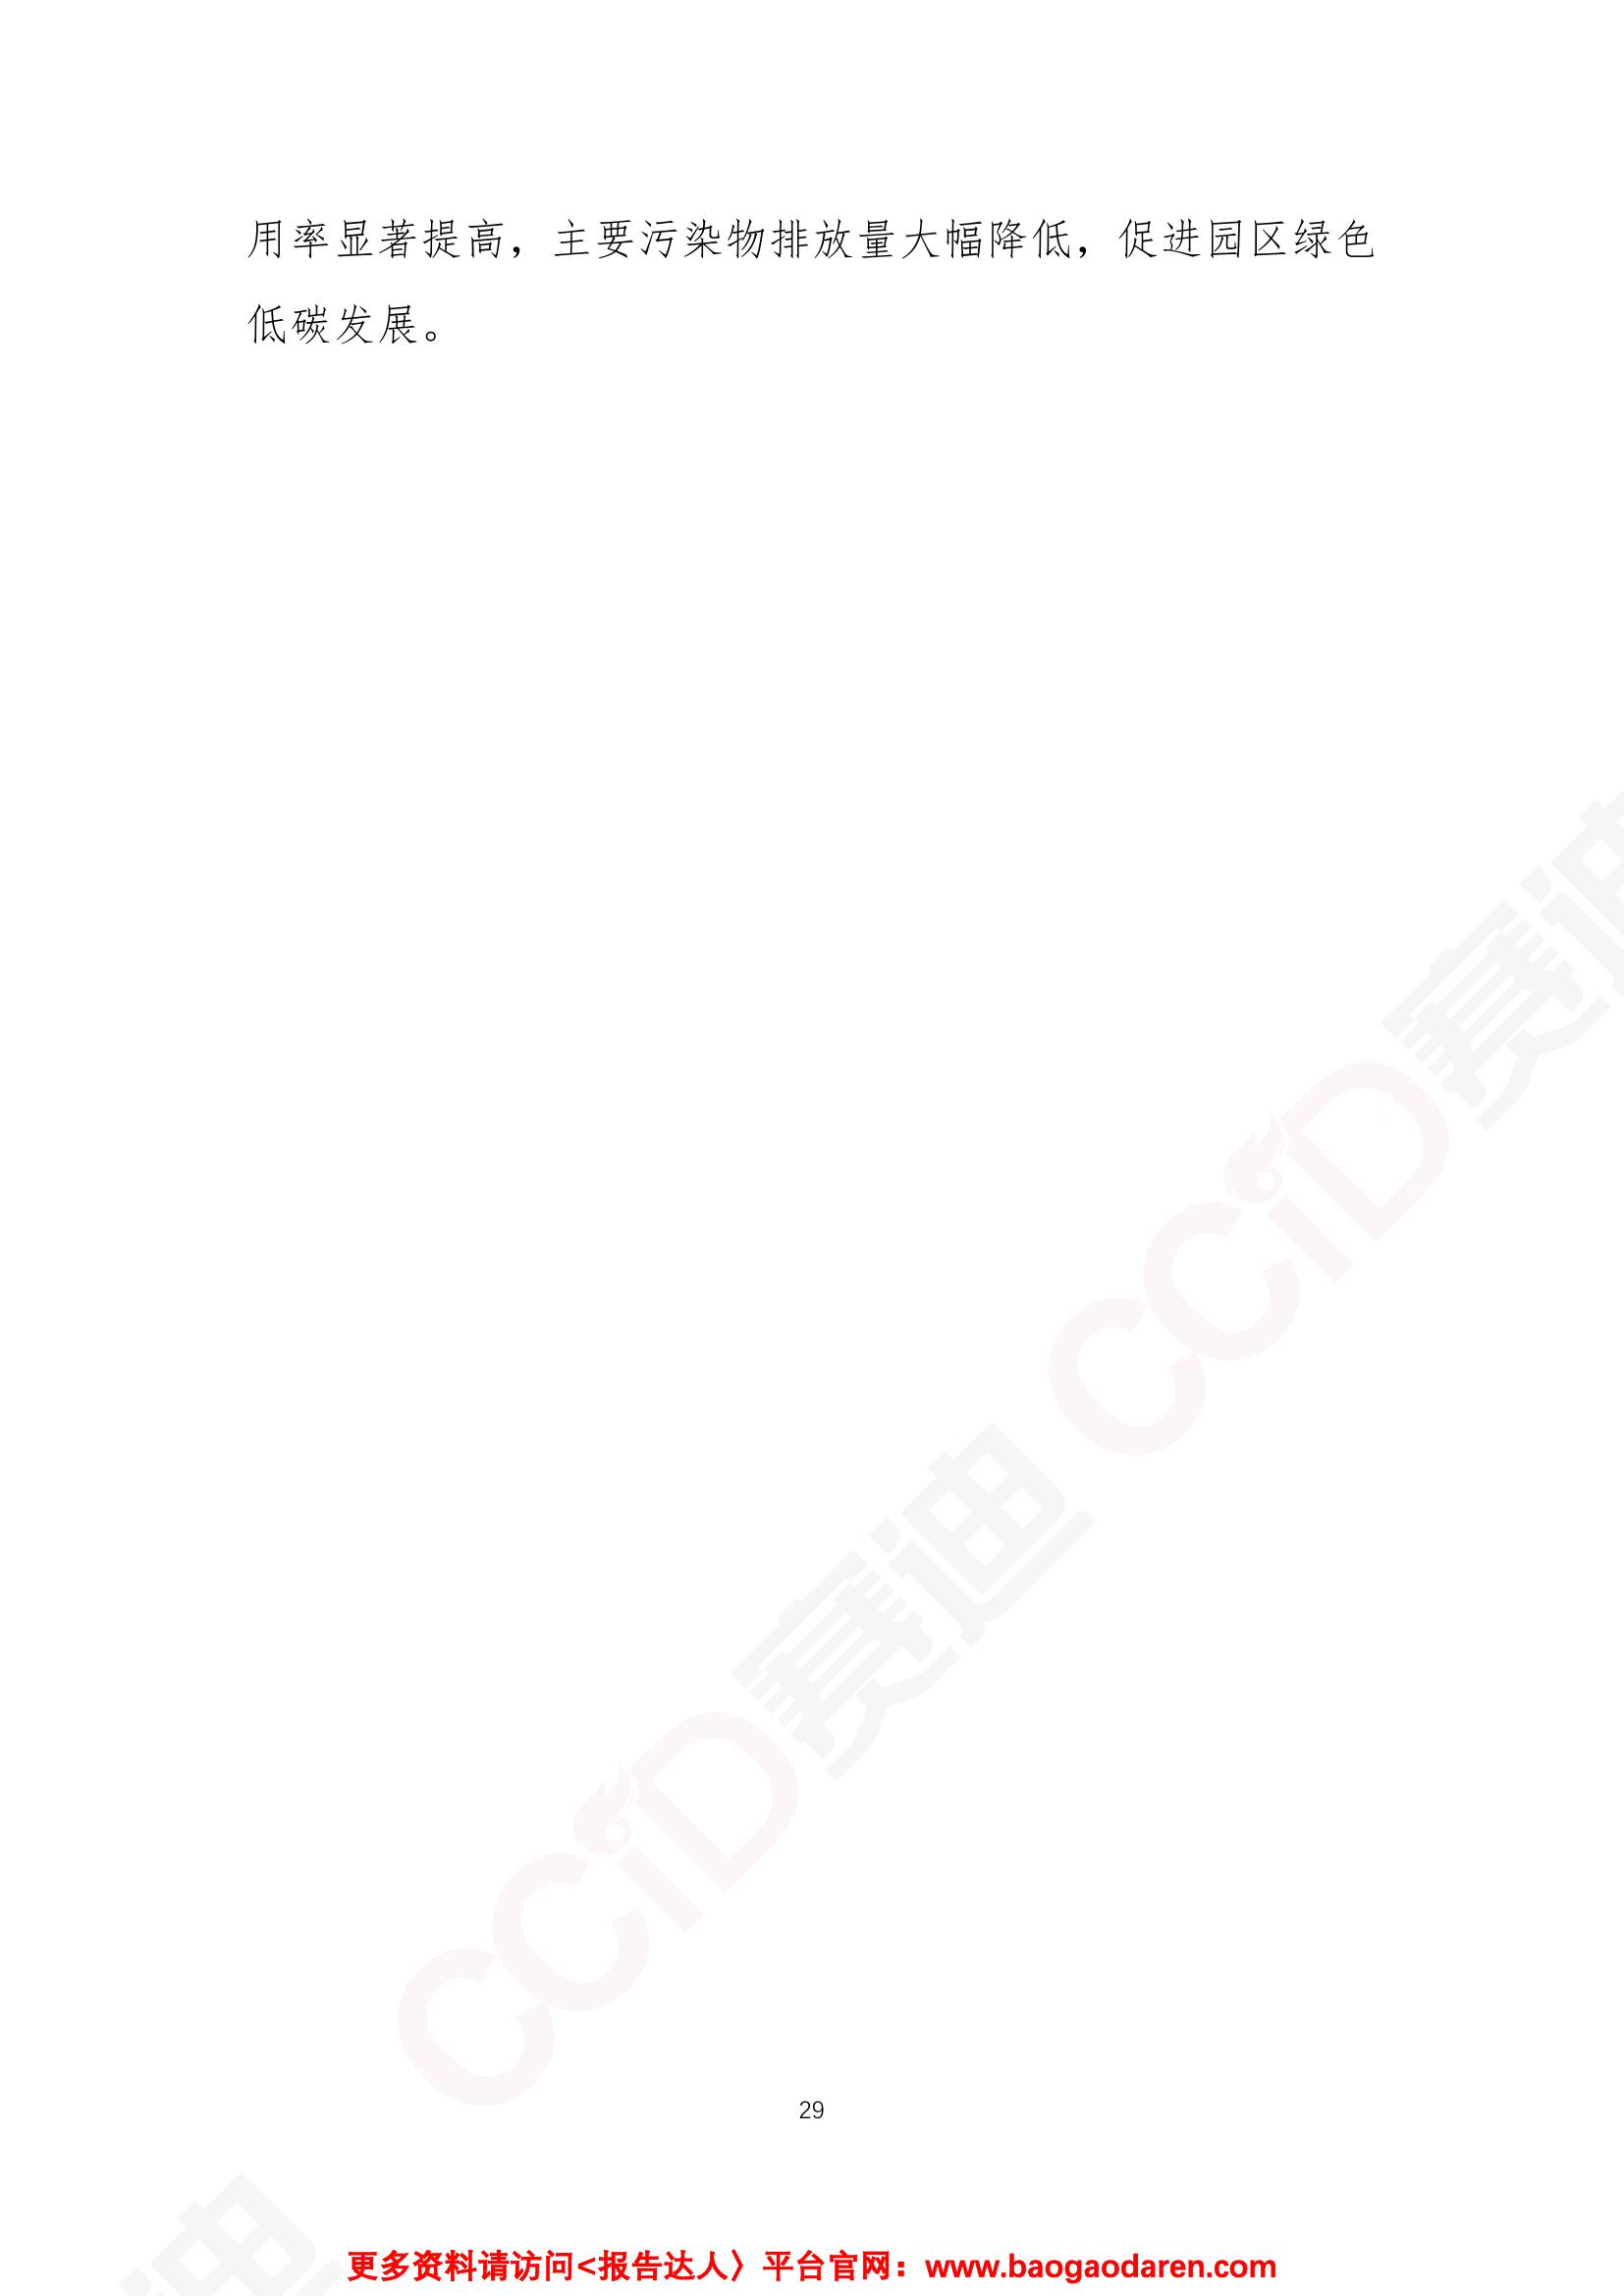 用率显著提高，主要污染物排放量大幅降低，促进园区绿色
低碳发展。
CCiD赛迪
CCiD赛迪
赛迪
29
更多资料请访问<报告达人》平台官网：www.baogaodaren.com